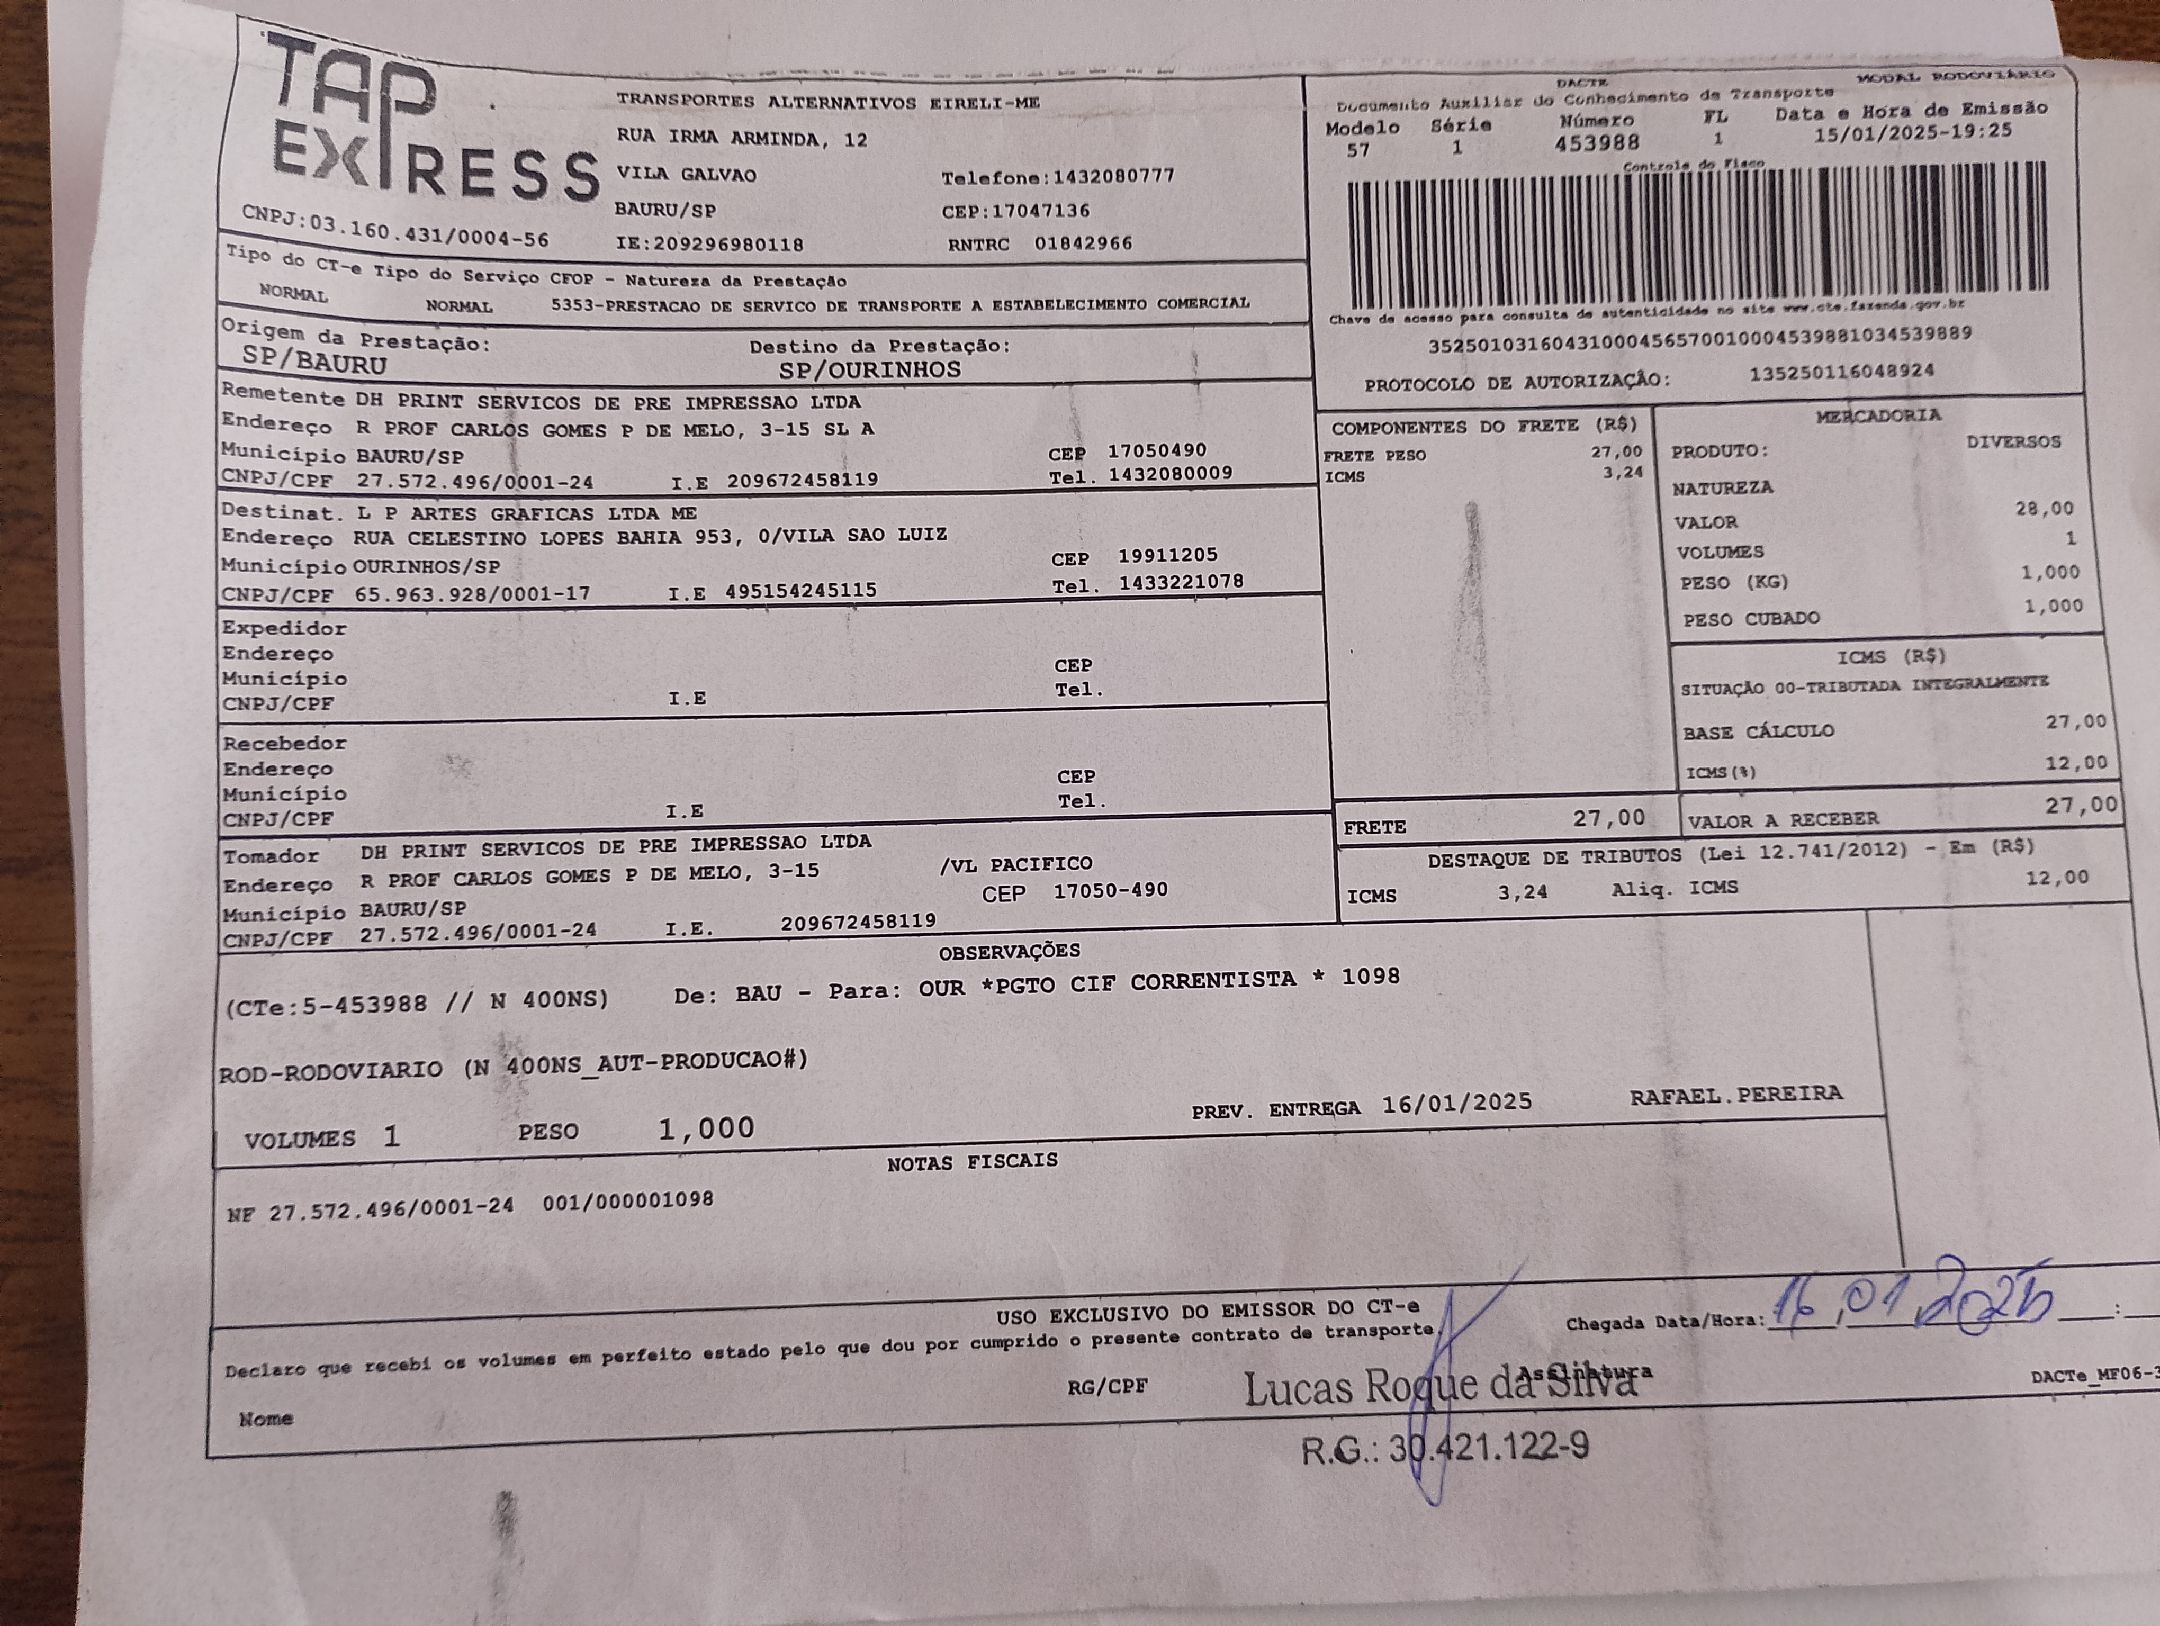 TAP
EXPRESS
CNPJ:03.160.431/0004-56
TRANSPORTES ALTERNATIVOS EIRELI-ME
RUA IRMA ARMINDA, 12
VILA GALVAO Telefone:1432080777
BAURU/SP CEP:17047136
IE:209296980118 RNTRC 01842966
DACTE MODAL RODOVIÁRIO
Documento Auxiliar do Conhecimento de Transporte
Modelo Série Número FL Data e Hora de Emissão
57 1 453988 1 15/01/2025-19:25
Controle do Fisco
Chave de acesso para consulta de autenticidade no site www.cte.fazenda.gov.br
35250103160431000456570010004539881034539889
PROTOCOLO DE AUTORIZAÇÃO: 135250116048924
Tipo do CT-e Tipo do Serviço CFOP - Natureza da Prestação
NORMAL NORMAL 5353-PRESTACAO DE SERVICO DE TRANSPORTE A ESTABELECIMENTO COMERCIAL
Origem da Prestação: Destino da Prestação:
SP/BAURU SP/OURINHOS
Remetente DH PRINT SERVICOS DE PRE IMPRESSAO LTDA
Endereço R PROF CARLOS GOMES P DE MELO, 3-15 SL A
Município BAURU/SP CEP 17050490
CNPJ/CPF 27.572.496/0001-24 I.E 209672458119 Tel. 1432080009
Destinat. L P ARTES GRAFICAS LTDA ME
Endereço RUA CELESTINO LOPES BAHIA 953, 0/VILA SAO LUIZ
Município OURINHOS/SP CEP 19911205
CNPJ/CPF 65.963.928/0001-17 I.E 495154245115 Tel. 1433221078
Expedidor
Endereço
Município CEP
CNPJ/CPF I.E Tel.
Recebedor
Endereço
Município CEP
CNPJ/CPF I.E Tel.
Tomador DH PRINT SERVICOS DE PRE IMPRESSAO LTDA
Endereço R PROF CARLOS GOMES P DE MELO, 3-15 /VL PACIFICO
Município BAURU/SP CEP 17050-490
CNPJ/CPF 27.572.496/0001-24 I.E. 209672458119
COMPONENTES DO FRETE (R$)
FRETE PESO 27,00
ICMS 3,24
MERCADORIA
PRODUTO: DIVERSOS
NATUREZA
VALOR 28,00
VOLUMES 1
PESO (KG) 1,000
PESO CUBADO 1,000
ICMS (R$)
SITUAÇÃO 00-TRIBUTADA INTEGRALMENTE
BASE CÁLCULO 27,00
ICMS(%) 12,00
FRETE 27,00 VALOR A RECEBER 27,00
DESTAQUE DE TRIBUTOS (Lei 12.741/2012) - Em (R$)
ICMS 3,24 Aliq. ICMS 12,00
OBSERVAÇÕES
(CTe:5-453988 // N 400NS) De: BAU - Para: OUR *PGTO CIF CORRENTISTA * 1098
ROD-RODOVIARIO (N 400NS_AUT-PRODUCAO#)
VOLUMES 1 PESO 1,000 PREV. ENTREGA 16/01/2025 RAFAEL.PEREIRA
NOTAS FISCAIS
NF 27.572.496/0001-24 001/000001098
USO EXCLUSIVO DO EMISSOR DO CT-e
Declaro que recebi os volumes em perfeito estado pelo que dou por cumprido o presente contrato de transporte. Chegada Data/Hora: 16,01,2025 :
Nome RG/CPF Assinatura DACTe_MF06-3
Lucas Roque da Silva
R.G.: 30.421.122-9